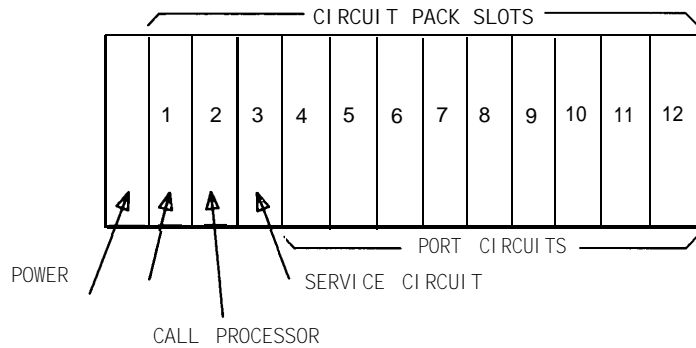 CIRCUIT PACK SLOTS
1 2 3 4 5 6 7 8 9 10 11 12
PORT CIRCUITS
POWER
SERVICE CIRCUIT
CALL PROCESSOR